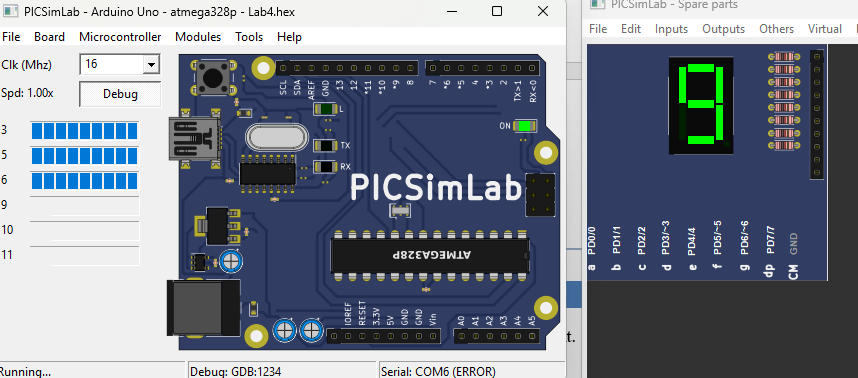 PICSimLab - Arduino Uno - atmega328p - Lab4.hex
File Board Microcontroller Modules Tools Help
Clk (Mhz) 16
Spd: 1.00x Debug
3
5
6
9
10
11
SCL SDA AREF GND 13 12 *11 *10 *9 8 7 *6 *5 4 *3 2 TX>1 RX<0
L
ON
TX
RX
PICSimLab
ATMEGA328P
IOREF RESET 3.3V 5V GND GND Vin A0 A1 A2 A3 A4 A5
t.
Running... Debug: GDB:1234 Serial: COM6 (ERROR)
PICSimLab - Spare parts
File Edit Inputs Outputs Others Virtual
a PD0/0
b PD1/1
c PD2/2
d PD3/~3
e PD4/4
f PD5/~5
g PD6/~6
dp PD7/7
CM GND